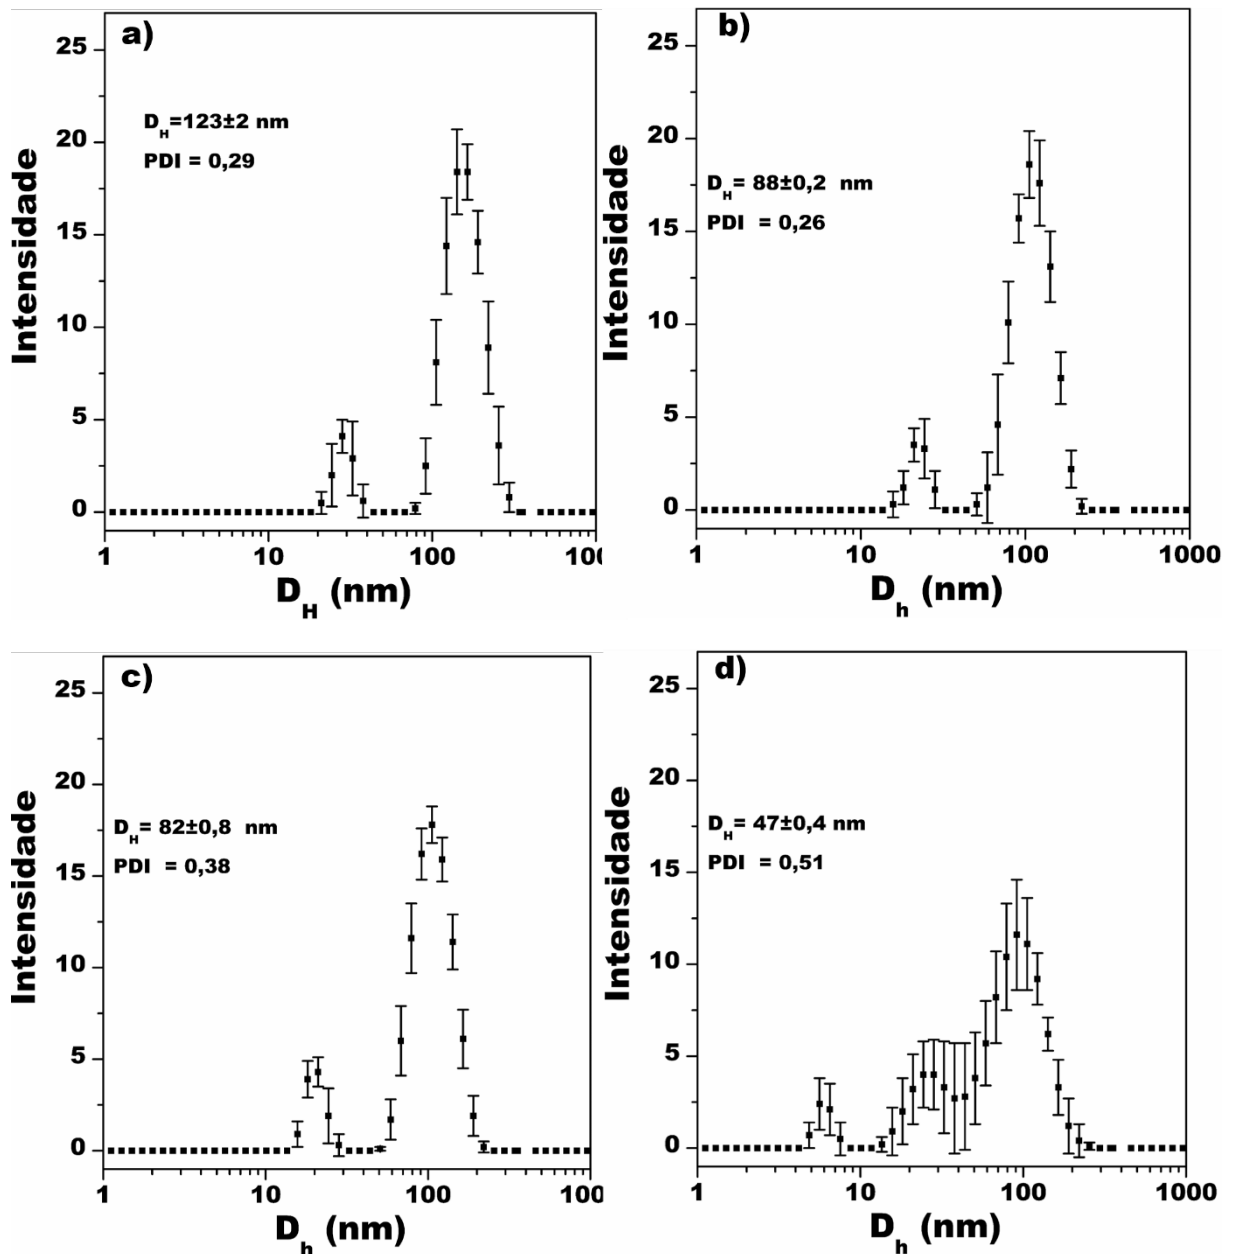 a)
D_H=123±2 nm
PDI = 0,29
Intensidade
25
20
15
10
5
0
1 10 100 100
D_H (nm)
b)
D_H= 88±0,2 nm
PDI = 0,26
Intensidade
25
20
15
10
5
0
1 10 100 1000
D_h (nm)
c)
D_H= 82±0,8 nm
PDI = 0,38
Intensidade
25
20
15
10
5
0
1 10 100 100
D_h (nm)
d)
D_H= 47±0,4 nm
PDI = 0,51
Intensidade
25
20
15
10
5
0
1 10 100 1000
D_h (nm)